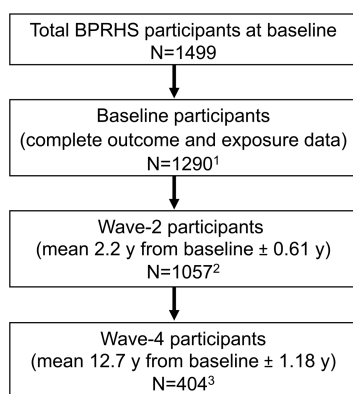 Total BPRHS participants at baseline
N=1499
Baseline participants
(complete outcome and exposure data)
N=1290¹
Wave-2 participants
(mean 2.2 y from baseline ± 0.61 y)
N=1057²
Wave-4 participants
(mean 12.7 y from baseline ± 1.18 y)
N=404³